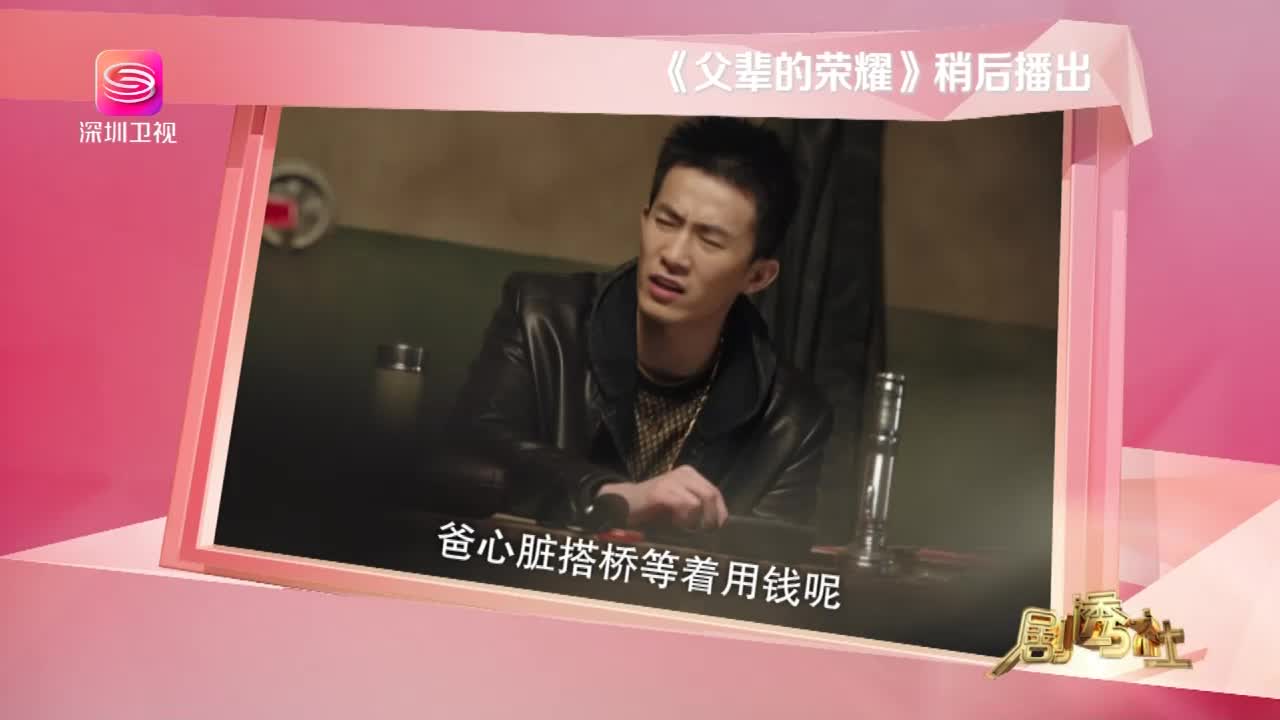 《父辈的荣耀》稍后播出
深圳卫视
爸心脏搭桥等着用钱呢
剧透社